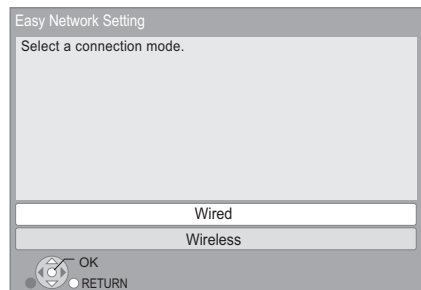 Easy Network Setting
Select a connection mode.
Wired
Wireless
OK
RETURN